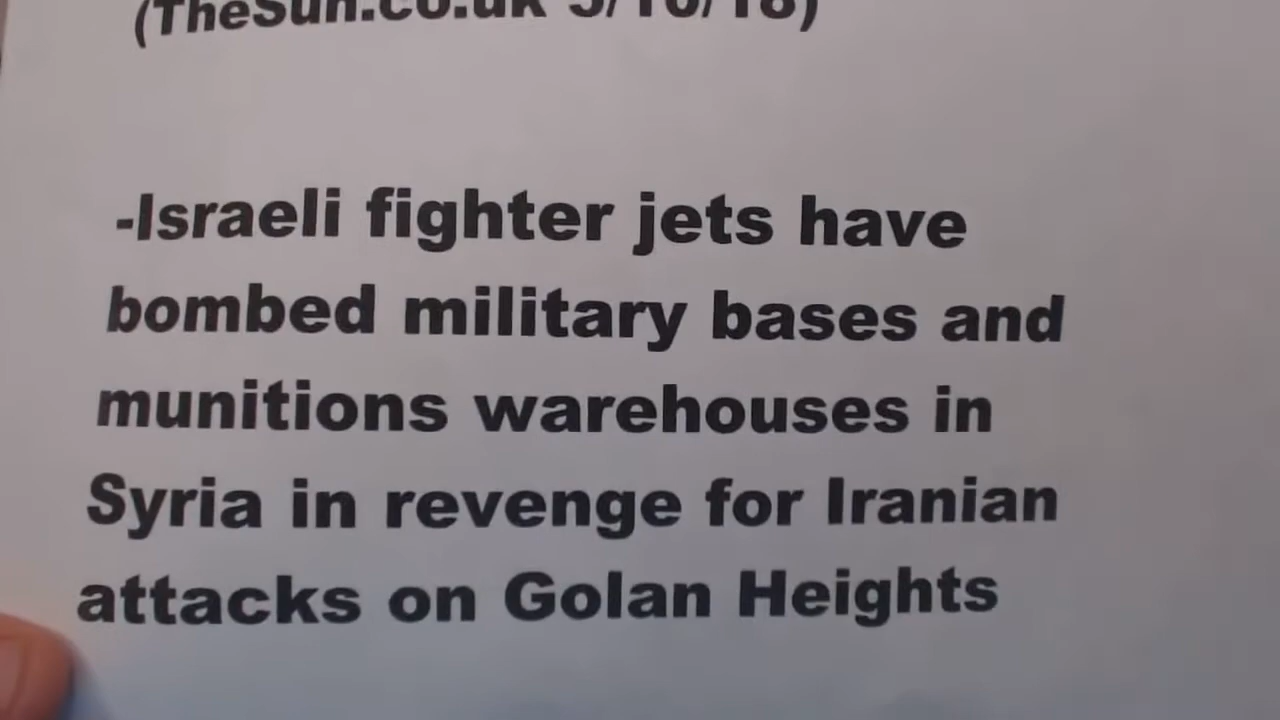 (TheSun.co.uk 5/10/18)
-Israeli fighter jets have
bombed military bases and
munitions warehouses in
Syria in revenge for Iranian
attacks on Golan Heights